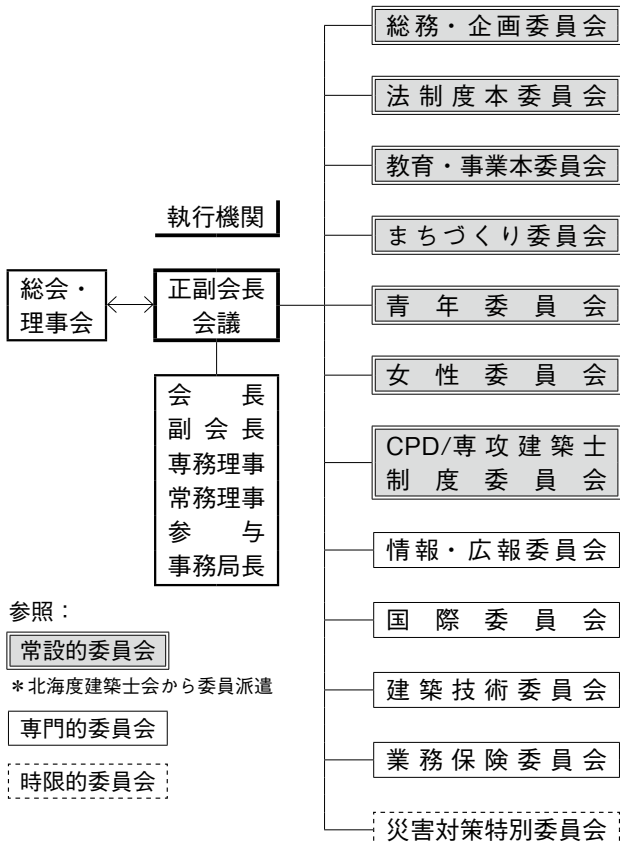 総務・企画委員会
法制度本委員会
教育・事業本委員会
まちづくり委員会
青年委員会
女性委員会
CPD/専攻建築士
制度委員会
情報・広報委員会
国際委員会
建築技術委員会
業務保険委員会
災害対策特別委員会
執行機関
総会・
理事会
正副会長
会議
会長
副会長
専務理事
常務理事
参与
事務局長
参照：
常設的委員会
＊北海度建築士会から委員派遣
専門的委員会
時限的委員会